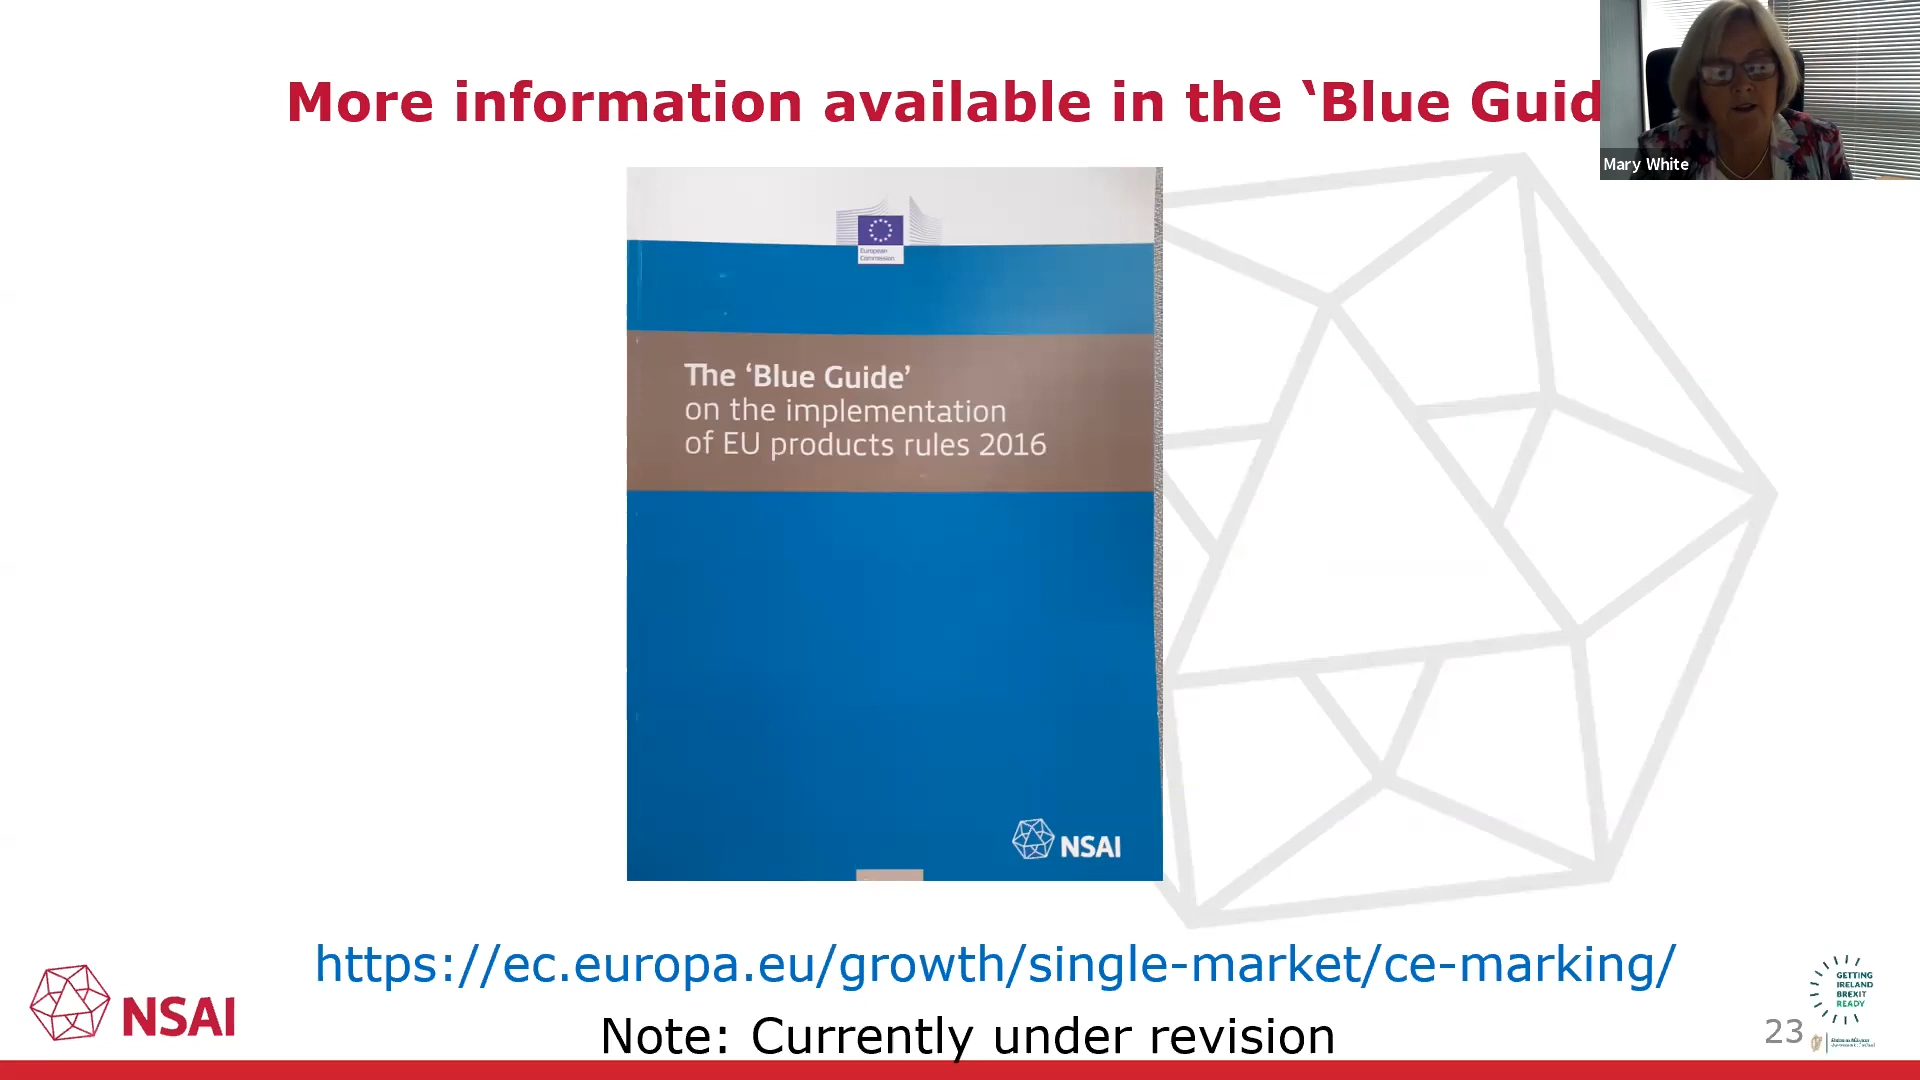 More information available in the ‘Blue Guid
Mary White
European
Commission
The ‘Blue Guide’
on the implementation
of EU products rules 2016
NSAI
https://ec.europa.eu/growth/single-market/ce-marking/
GETTING
IRELAND
BREXIT
READY
NSAI
Note: Currently under revision
23